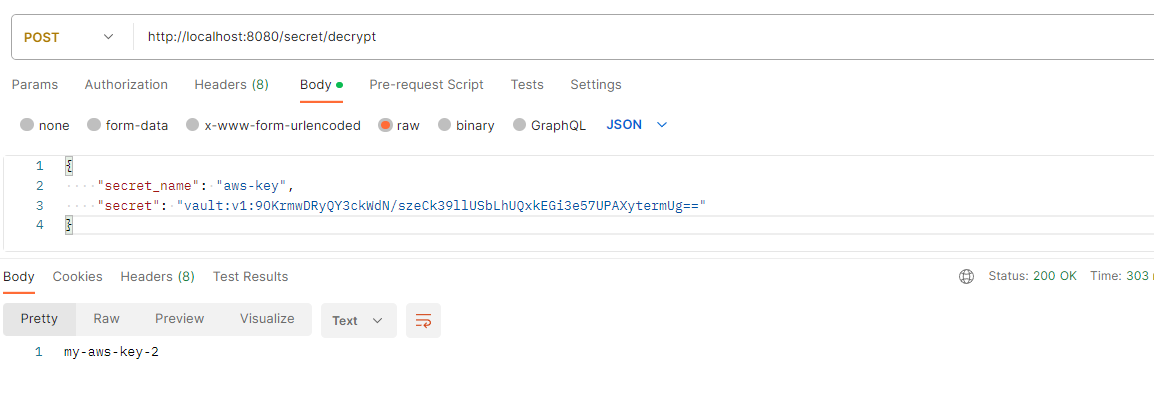 POST http://localhost:8080/secret/decrypt
Params Authorization Headers (8) Body Pre-request Script Tests Settings
none form-data x-www-form-urlencoded raw binary GraphQL JSON
1 {
2 "secret_name": "aws-key",
3 "secret": "vault:v1:9OKrmwDRyQY3ckWdN/szeCk39llUSbLhUQxkEGi3e57UPAXytermUg=="
4 }
Body Cookies Headers (8) Test Results Status: 200 OK Time: 303
Pretty Raw Preview Visualize Text
1 my-aws-key-2